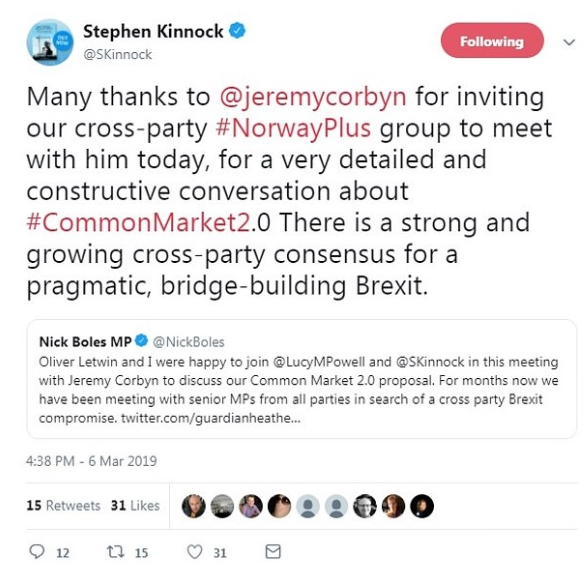 Stephen Kinnock
@SKinnock
Following
Many thanks to @jeremycorbyn for inviting
our cross-party #NorwayPlus group to meet
with him today, for a very detailed and
constructive conversation about
#CommonMarket2.0 There is a strong and
growing cross-party consensus for a
pragmatic, bridge-building Brexit.
Nick Boles MP @NickBoles
Oliver Letwin and I were happy to join @LucyMPowell and @SKinnock in this meeting
with Jeremy Corbyn to discuss our Common Market 2.0 proposal. For months now we
have been meeting with senior MPs from all parties in search of a cross party Brexit
compromise. twitter.com/guardianheathe...
4:38 PM - 6 Mar 2019
15 Retweets 31 Likes
12 15 31